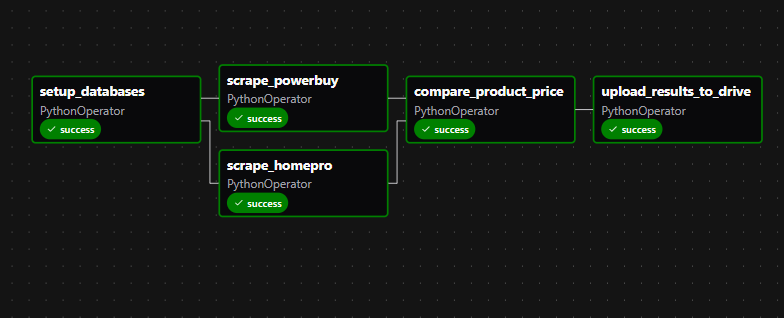 setup_databases
PythonOperator
success
scrape_powerbuy
PythonOperator
success
scrape_homepro
PythonOperator
success
compare_product_price
PythonOperator
success
upload_results_to_drive
PythonOperator
success